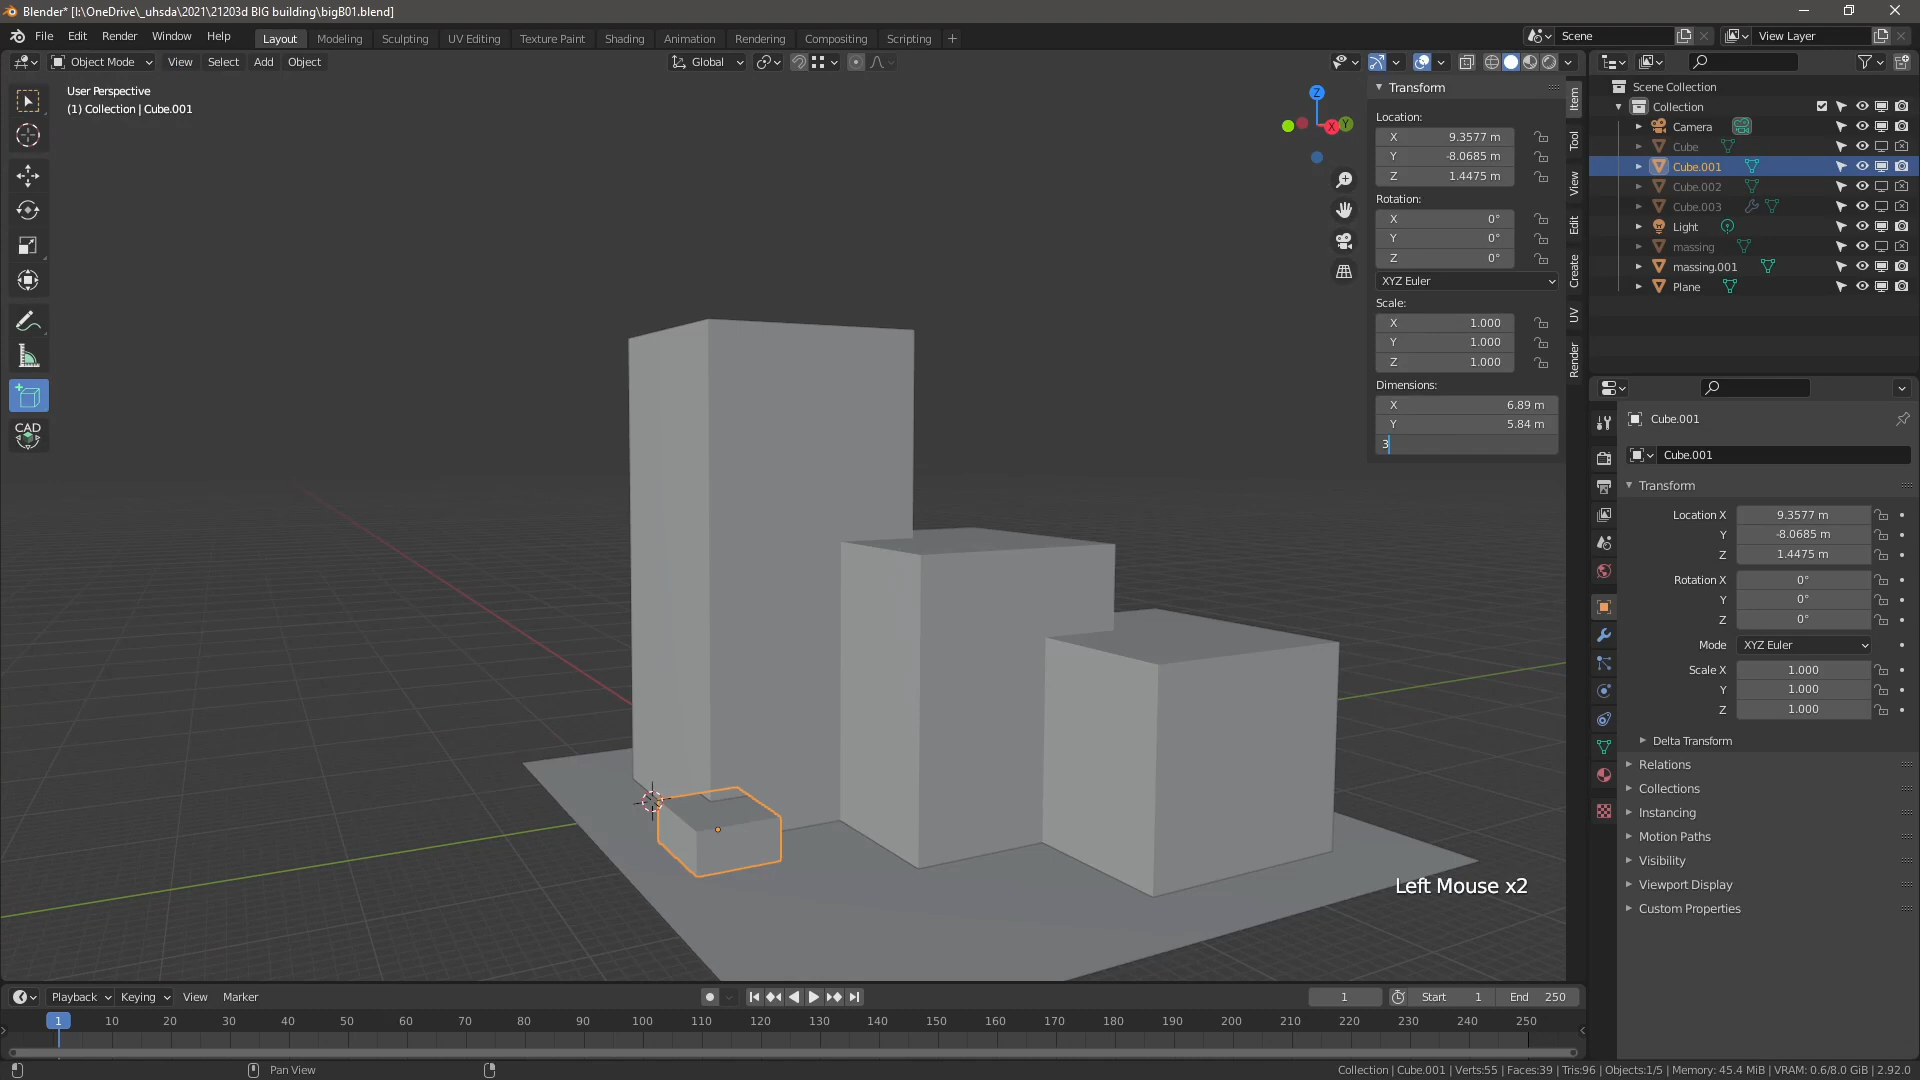 Blender* [I:\OneDrive\_uhsda\2021\21203d BIG building\bigB01.blend]
File Edit Render Window Help Layout Modeling Sculpting UV Editing Texture Paint Shading Animation Rendering Compositing Scripting + Scene View Layer
Object Mode View Select Add Object Global
User Perspective
(1) Collection | Cube.001
CAD
Z
X
Y
Transform
Location:
X 9.3577 m
Y -8.0685 m
Z 1.4475 m
Rotation:
X 0°
Y 0°
Z 0°
XYZ Euler
Scale:
X 1.000
Y 1.000
Z 1.000
Dimensions:
X 6.89 m
Y 5.84 m
3
Item
Tool
View
Edit
Create
UV
Render
Scene Collection
Collection
Camera
Cube
Cube.001
Cube.002
Cube.003
Light
massing
massing.001
Plane
Cube.001
Cube.001
Transform
Location X 9.3577 m
Y -8.0685 m
Z 1.4475 m
Rotation X 0°
Y 0°
Z 0°
Mode XYZ Euler
Scale X 1.000
Y 1.000
Z 1.000
Delta Transform
Relations
Collections
Instancing
Motion Paths
Visibility
Viewport Display
Custom Properties
Left Mouse x2
Playback Keying View Marker 1 Start 1 End 250
1 10 20 30 40 50 60 70 80 90 100 110 120 130 140 150 160 170 180 190 200 210 220 230 240 250
Pan View
Collection | Cube.001 | Verts:55 | Faces:39 | Tris:96 | Objects:1/5 | Memory: 45.4 MiB | VRAM: 0.6/8.0 GiB | 2.92.0